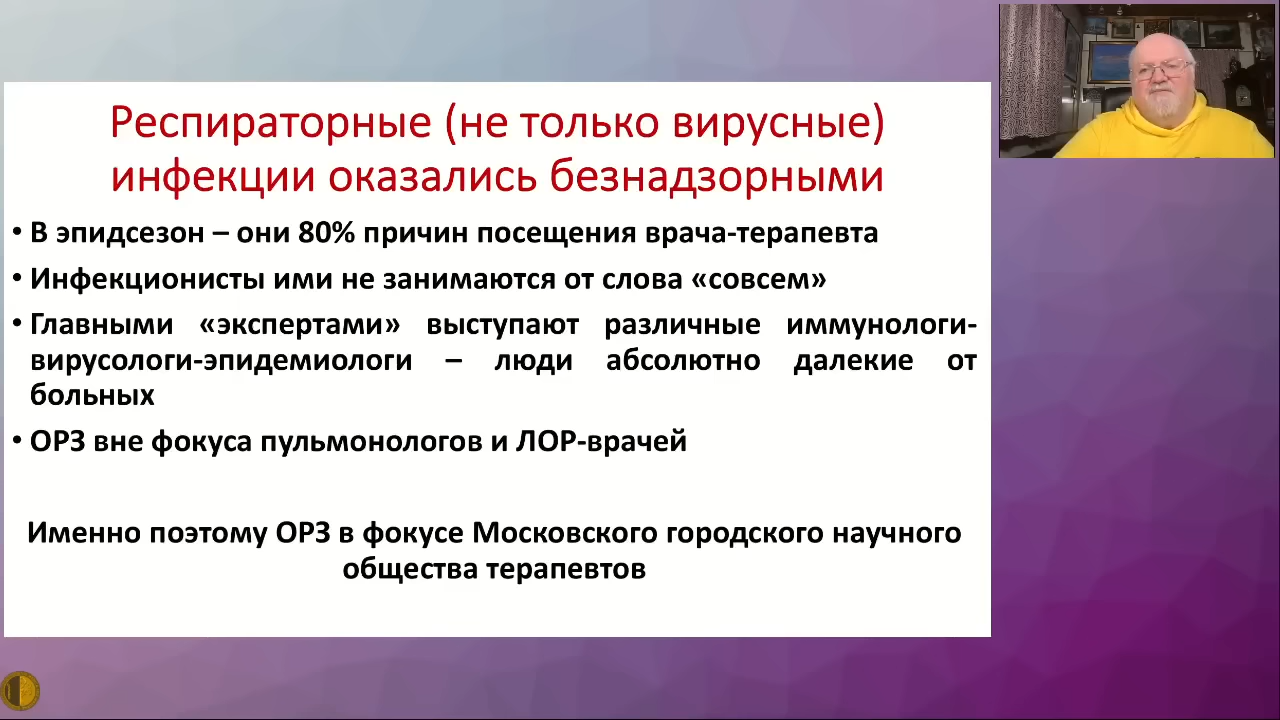 Респираторные (не только вирусные)
инфекции оказались безнадзорными
• В эпидсезон – они 80% причин посещения врача-терапевта
• Инфекционисты ими не занимаются от слова «совсем»
• Главными «экспертами» выступают различные иммунологи-
вирусологи-эпидемиологи – люди абсолютно далекие от
больных
• ОРЗ вне фокуса пульмонологов и ЛОР-врачей
Именно поэтому ОРЗ в фокусе Московского городского научного
общества терапевтов